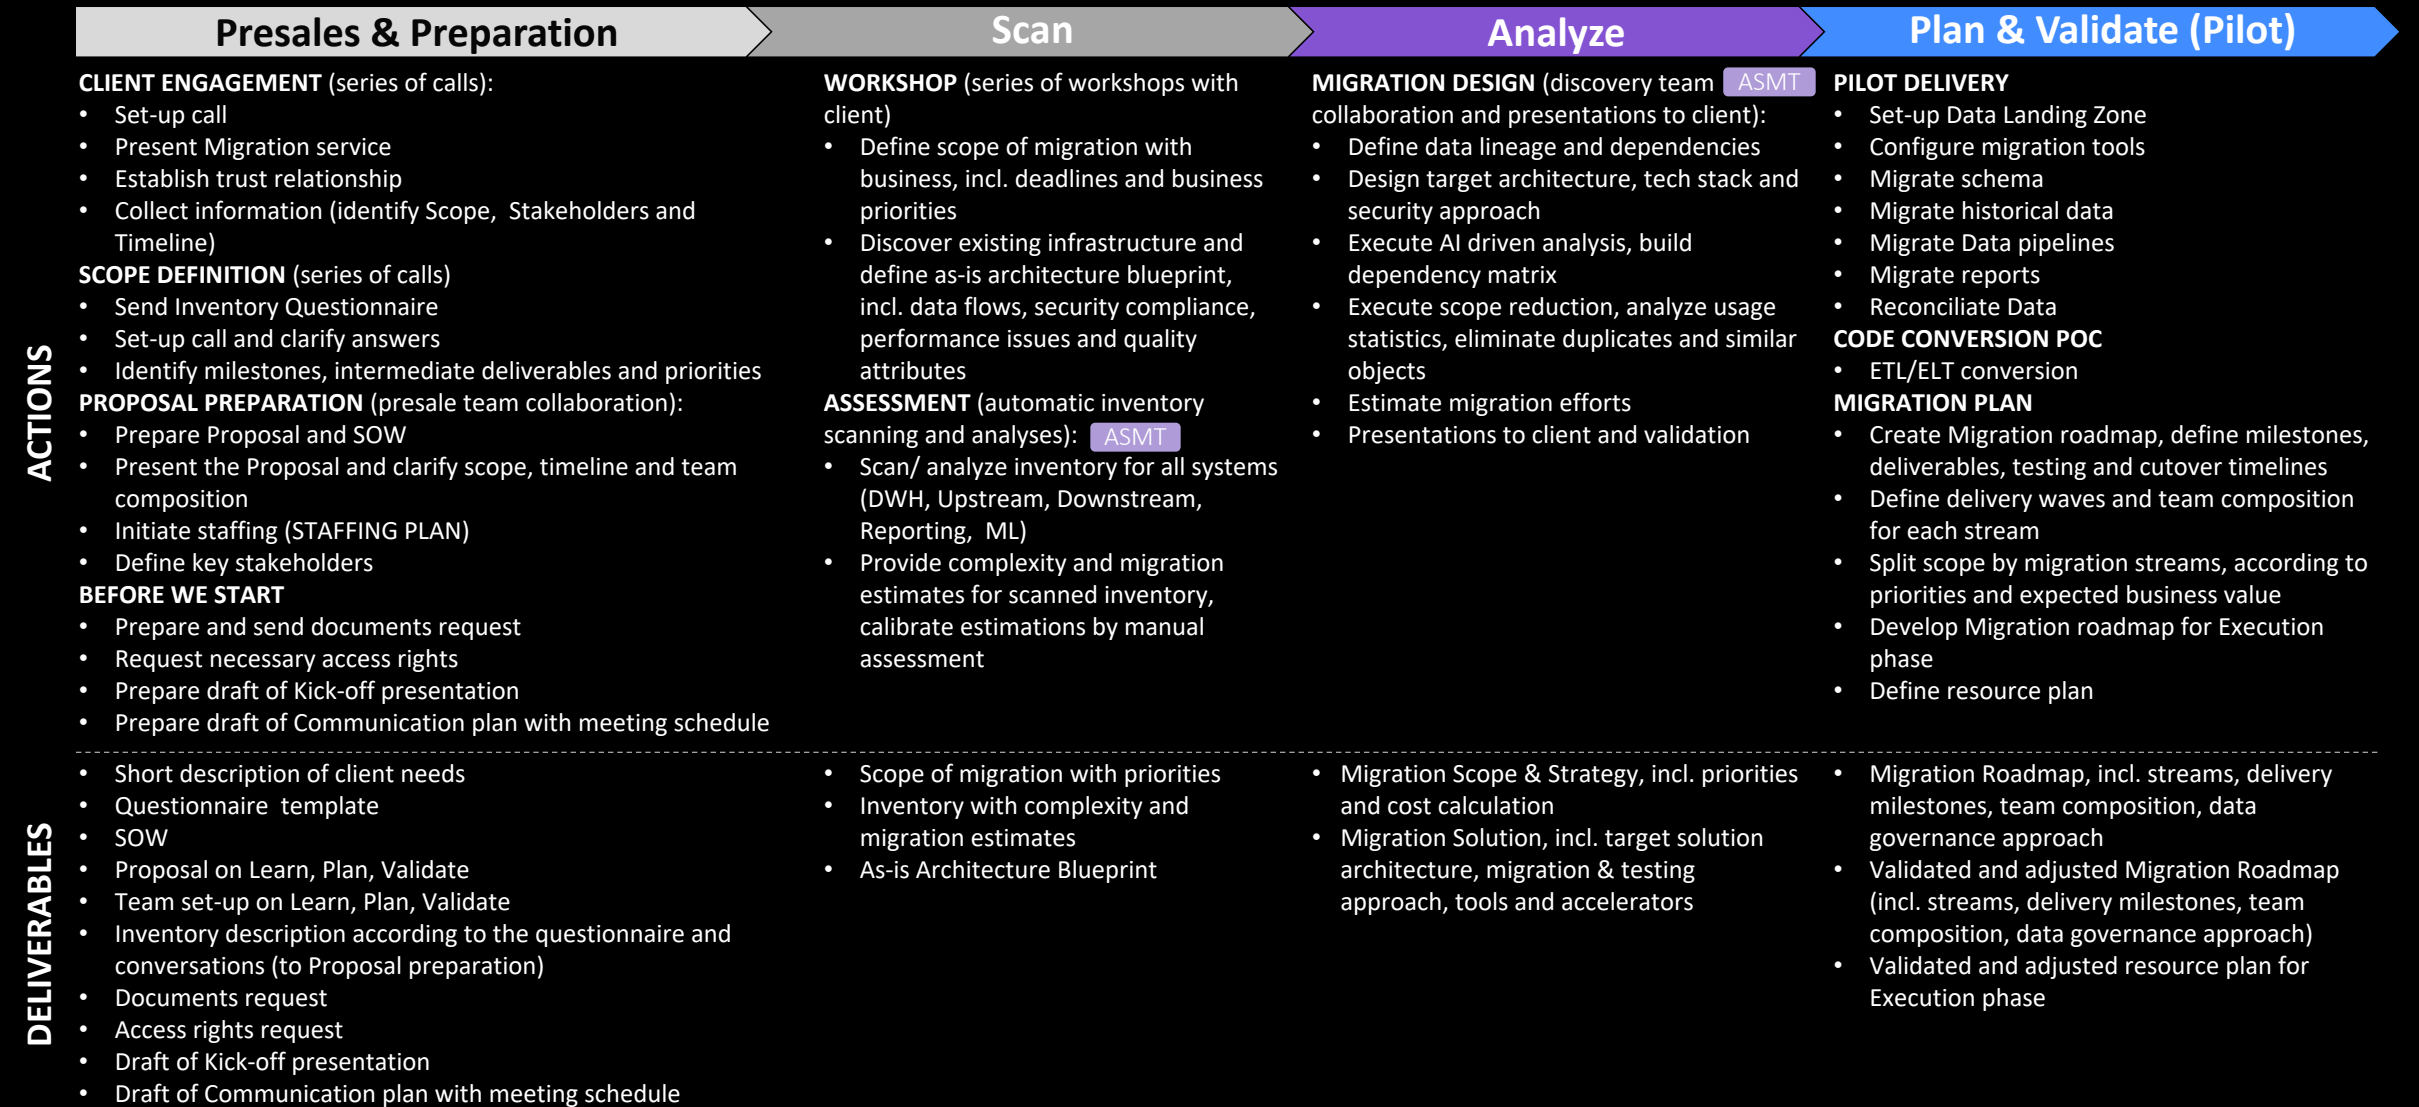 Presales & Preparation
Scan
Analyze
Plan & Validate (Pilot)
ACTIONS
CLIENT ENGAGEMENT (series of calls):
• Set-up call
• Present Migration service
• Establish trust relationship
• Collect information (identify Scope, Stakeholders and
Timeline)
SCOPE DEFINITION (series of calls)
• Send Inventory Questionnaire
• Set-up call and clarify answers
• Identify milestones, intermediate deliverables and priorities
PROPOSAL PREPARATION (presale team collaboration):
• Prepare Proposal and SOW
• Present the Proposal and clarify scope, timeline and team
composition
• Initiate staffing (STAFFING PLAN)
• Define key stakeholders
BEFORE WE START
• Prepare and send documents request
• Request necessary access rights
• Prepare draft of Kick-off presentation
• Prepare draft of Communication plan with meeting schedule
WORKSHOP (series of workshops with
client)
• Define scope of migration with
business, incl. deadlines and business
priorities
• Discover existing infrastructure and
define as-is architecture blueprint,
incl. data flows, security compliance,
performance issues and quality
attributes
ASSESSMENT (automatic inventory
scanning and analyses): ASMT
• Scan/ analyze inventory for all systems
(DWH, Upstream, Downstream,
Reporting, ML)
• Provide complexity and migration
estimates for scanned inventory,
calibrate estimations by manual
assessment
MIGRATION DESIGN (discovery team ASMT
collaboration and presentations to client):
• Define data lineage and dependencies
• Design target architecture, tech stack and
security approach
• Execute AI driven analysis, build
dependency matrix
• Execute scope reduction, analyze usage
statistics, eliminate duplicates and similar
objects
• Estimate migration efforts
• Presentations to client and validation
PILOT DELIVERY
• Set-up Data Landing Zone
• Configure migration tools
• Migrate schema
• Migrate historical data
• Migrate Data pipelines
• Migrate reports
• Reconciliate Data
CODE CONVERSION POC
• ETL/ELT conversion
MIGRATION PLAN
• Create Migration roadmap, define milestones,
deliverables, testing and cutover timelines
• Define delivery waves and team composition
for each stream
• Split scope by migration streams, according to
priorities and expected business value
• Develop Migration roadmap for Execution
phase
• Define resource plan
DELIVERABLES
• Short description of client needs
• Questionnaire template
• SOW
• Proposal on Learn, Plan, Validate
• Team set-up on Learn, Plan, Validate
• Inventory description according to the questionnaire and
conversations (to Proposal preparation)
• Documents request
• Access rights request
• Draft of Kick-off presentation
• Draft of Communication plan with meeting schedule
• Scope of migration with priorities
• Inventory with complexity and
migration estimates
• As-is Architecture Blueprint
• Migration Scope & Strategy, incl. priorities
and cost calculation
• Migration Solution, incl. target solution
architecture, migration & testing
approach, tools and accelerators
• Migration Roadmap, incl. streams, delivery
milestones, team composition, data
governance approach
• Validated and adjusted Migration Roadmap
(incl. streams, delivery milestones, team
composition, data governance approach)
• Validated and adjusted resource plan for
Execution phase